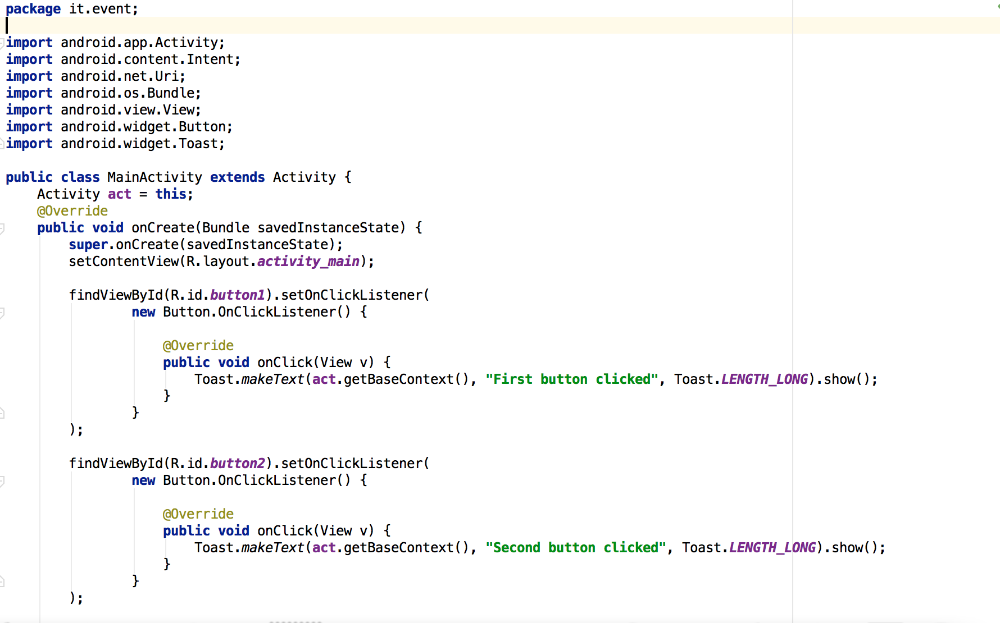 package it.event;
import android.app.Activity;
import android.content.Intent;
import android.net.Uri;
import android.os.Bundle;
import android.view.View;
import android.widget.Button;
import android.widget.Toast;
public class MainActivity extends Activity {
Activity act = this;
@Override
public void onCreate(Bundle savedInstanceState) {
super.onCreate(savedInstanceState);
setContentView(R.layout.activity_main);
findViewById(R.id.button1).setOnClickListener(
new Button.OnClickListener() {
@Override
public void onClick(View v) {
Toast.makeText(act.getBaseContext(), "First button clicked", Toast.LENGTH_LONG).show();
}
}
);
findViewById(R.id.button2).setOnClickListener(
new Button.OnClickListener() {
@Override
public void onClick(View v) {
Toast.makeText(act.getBaseContext(), "Second button clicked", Toast.LENGTH_LONG).show();
}
}
);